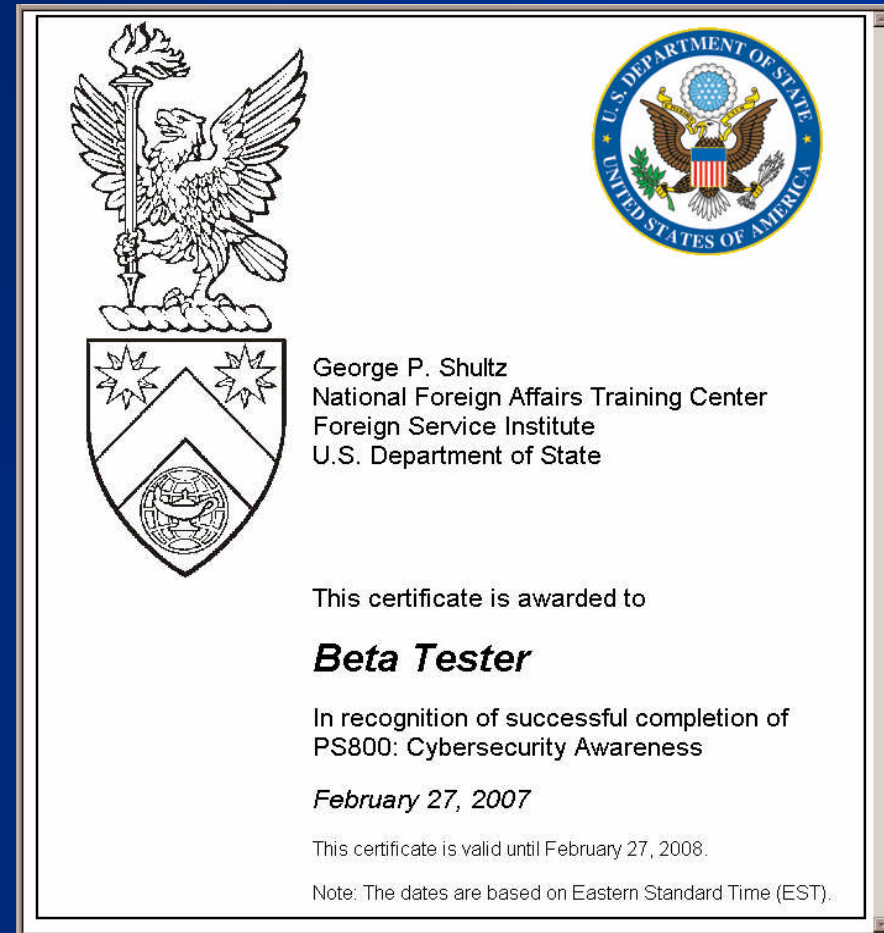 U.S. DEPARTMENT OF STATE
UNITED STATES OF AMERICA
George P. Shultz
National Foreign Affairs Training Center
Foreign Service Institute
U.S. Department of State
This certificate is awarded to
Beta Tester
In recognition of successful completion of
PS800: Cybersecurity Awareness
February 27, 2007
This certificate is valid until February 27, 2008.
Note: The dates are based on Eastern Standard Time (EST).